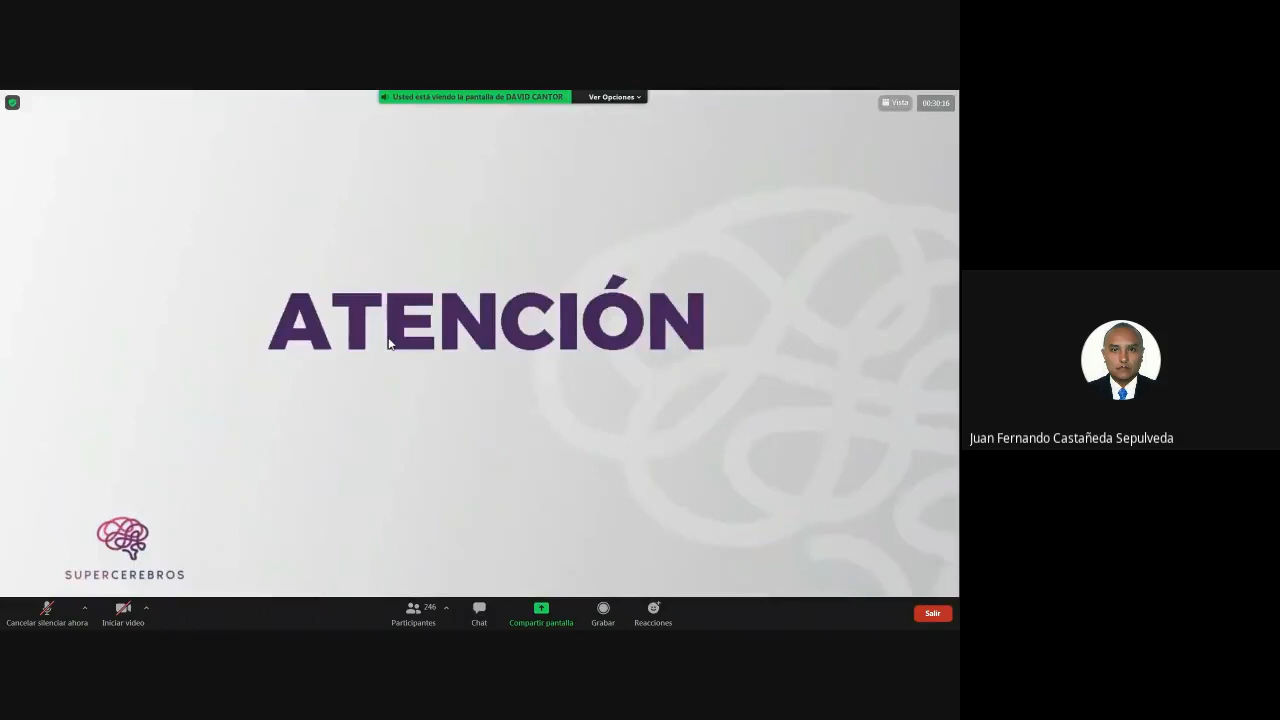 Usted está viendo la pantalla de DAVID CANTOR
Ver Opciones
Vista
00:30:16
ATENCIÓN
Juan Fernando Castañeda Sepulveda
SUPERCEREBROS
246
Cancelar silenciar ahora
Iniciar video
Participantes
Chat
Compartir pantalla
Grabar
Reacciones
Salir